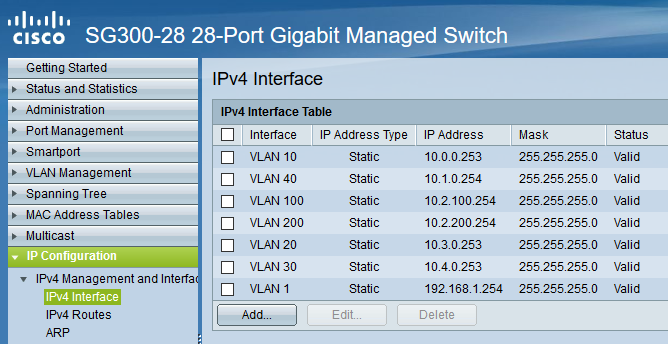 CISCO SG300-28 28-Port Gigabit Managed Switch
Getting Started
Status and Statistics
Administration
Port Management
Smartport
VLAN Management
Spanning Tree
MAC Address Tables
Multicast
IP Configuration
IPv4 Management and Interfac
IPv4 Interface
IPv4 Routes
ARP
IPv4 Interface
IPv4 Interface Table
Interface IP Address Type IP Address Mask Status
VLAN 10 Static 10.0.0.253 255.255.255.0 Valid
VLAN 40 Static 10.1.0.254 255.255.255.0 Valid
VLAN 100 Static 10.2.100.254 255.255.255.0 Valid
VLAN 200 Static 10.2.200.254 255.255.255.0 Valid
VLAN 20 Static 10.3.0.253 255.255.255.0 Valid
VLAN 30 Static 10.4.0.253 255.255.255.0 Valid
VLAN 1 Static 192.168.1.254 255.255.255.0 Valid
Add... Edit... Delete